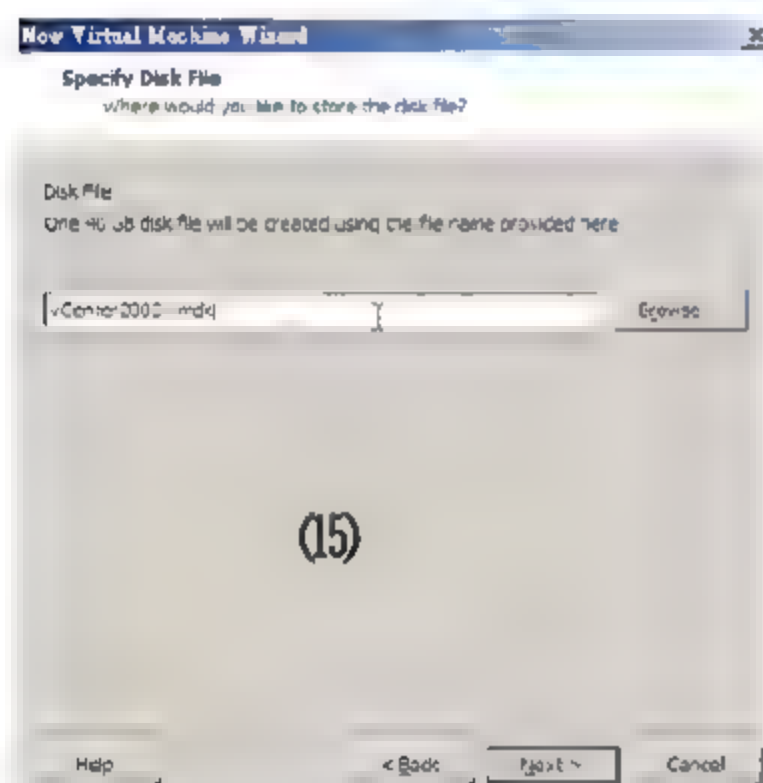 New Virtual Machine Wizard
Specify Disk File
Where would you like to store the disk file?
Disk File
One 40 GB disk file will be created using the file name provided here
Browse
(15)
Help
< Back
Next >
Cancel